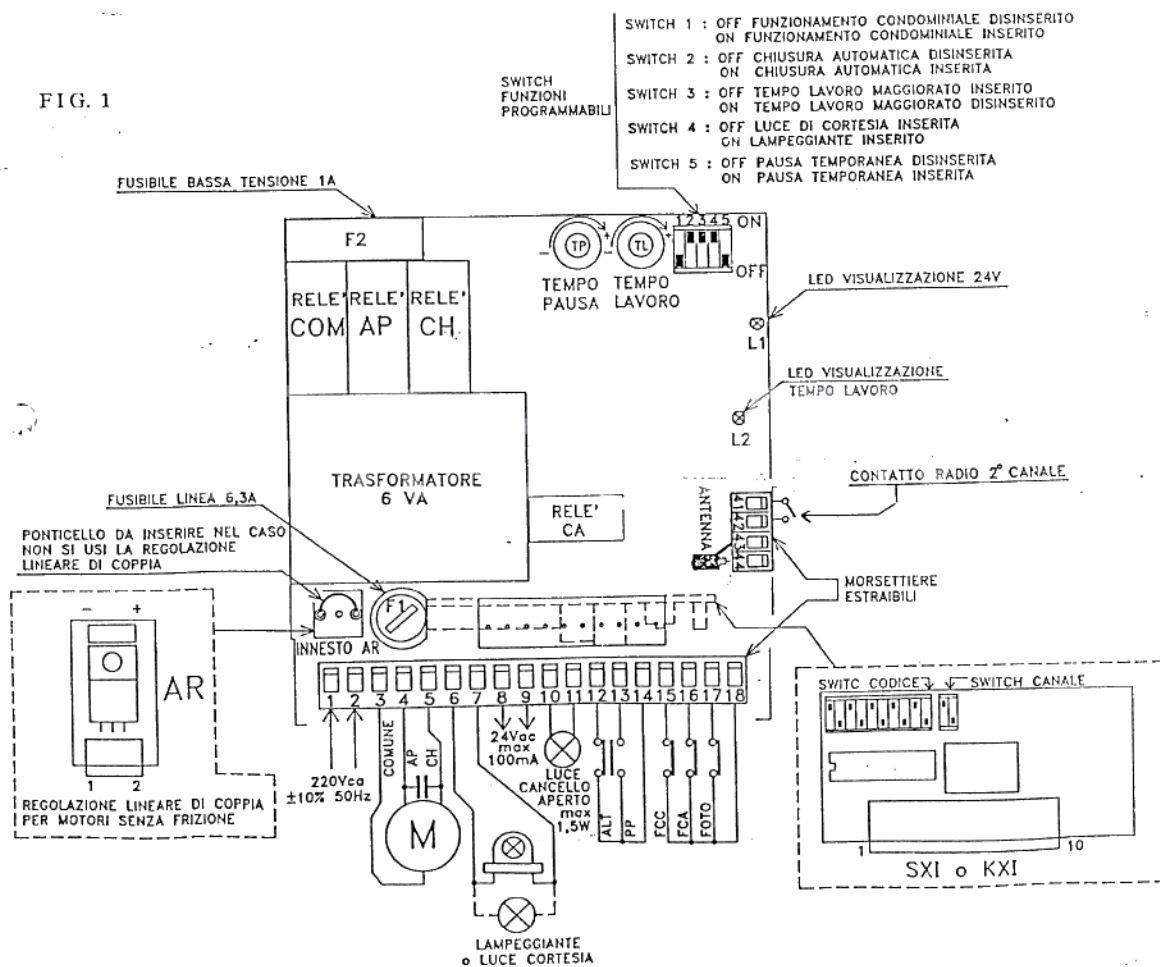 SWITCH 1 : OFF FUNZIONAMENTO CONDOMINIALE DISINSERITO
ON FUNZIONAMENTO CONDOMINIALE INSERITO
SWITCH 2 : OFF CHIUSURA AUTOMATICA DISINSERITA
ON CHIUSURA AUTOMATICA INSERITA
SWITCH 3 : OFF TEMPO LAVORO MAGGIORATO INSERITO
ON TEMPO LAVORO MAGGIORATO DISINSERITO
SWITCH 4 : OFF LUCE DI CORTESIA INSERITA
ON LAMPEGGIANTE INSERITO
SWITCH 5 : OFF PAUSA TEMPORANEA DISINSERITA
ON PAUSA TEMPORANEA INSERITA
SWITCH
FUNZIONI
PROGRAMMABILI
FIG. 1
FUSIBILE BASSA TENSIONE 1A
F2
RELE' COM
RELE' AP
RELE' CH
- TP +
TEMPO
PAUSA
- TL +
TEMPO
LAVORO
1 2 3 4 5 ON
OFF
LED VISUALIZZAZIONE 24V
L1
LED VISUALIZZAZIONE
TEMPO LAVORO
L2
TRASFORMATORE
6 VA
RELE'
CA
ANTENNA
41
42
43
44
CONTATTO RADIO 2° CANALE
MORSETTIERE
ESTRAIBILI
FUSIBILE LINEA 6,3A
PONTICELLO DA INSERIRE NEL CASO
NON SI USI LA REGOLAZIONE
LINEARE DI COPPIA
F1
INNESTO AR
- +
AR
1 2
REGOLAZIONE LINEARE DI COPPIA
PER MOTORI SENZA FRIZIONE
1 2 3 4 5 6 7 8 9 10 11 12 13 14 15 16 17 18
220Vca
±10% 50Hz
COMUNE
AP
CH
M
24Vac
max
100mA
LUCE
CANCELLO
APERTO
max
1,5W
ALT
PP
FCC
FCA
FOTO
LAMPEGGIANTE
o LUCE CORTESIA
SWITC CODICE
SWITCH CANALE
1 10
SXI o KXI